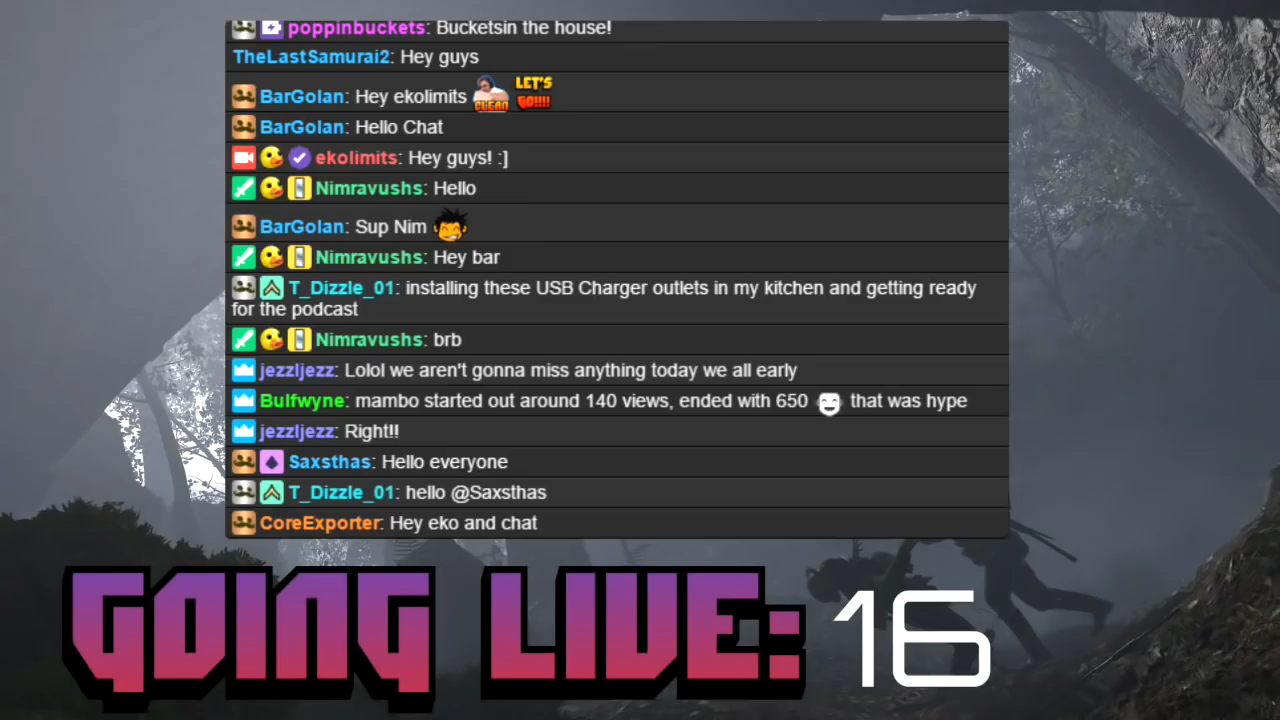 poppinbuckets: Bucketsin the house!
TheLastSamurai2: Hey guys
BarGolan: Hey ekolimits CLEAN LET'S GO!!!!
BarGolan: Hello Chat
ekolimits: Hey guys! :]
Nimravushs: Hello
BarGolan: Sup Nim
Nimravushs: Hey bar
T_Dizzle_01: installing these USB Charger outlets in my kitchen and getting ready
for the podcast
Nimravushs: brb
jezzljezz: Lolol we aren't gonna miss anything today we all early
Bulfwyne: mambo started out around 140 views, ended with 650 that was hype
jezzljezz: Right!!
Saxsthas: Hello everyone
T_Dizzle_01: hello @Saxsthas
CoreExporter: Hey eko and chat
GOING LIVE: 16